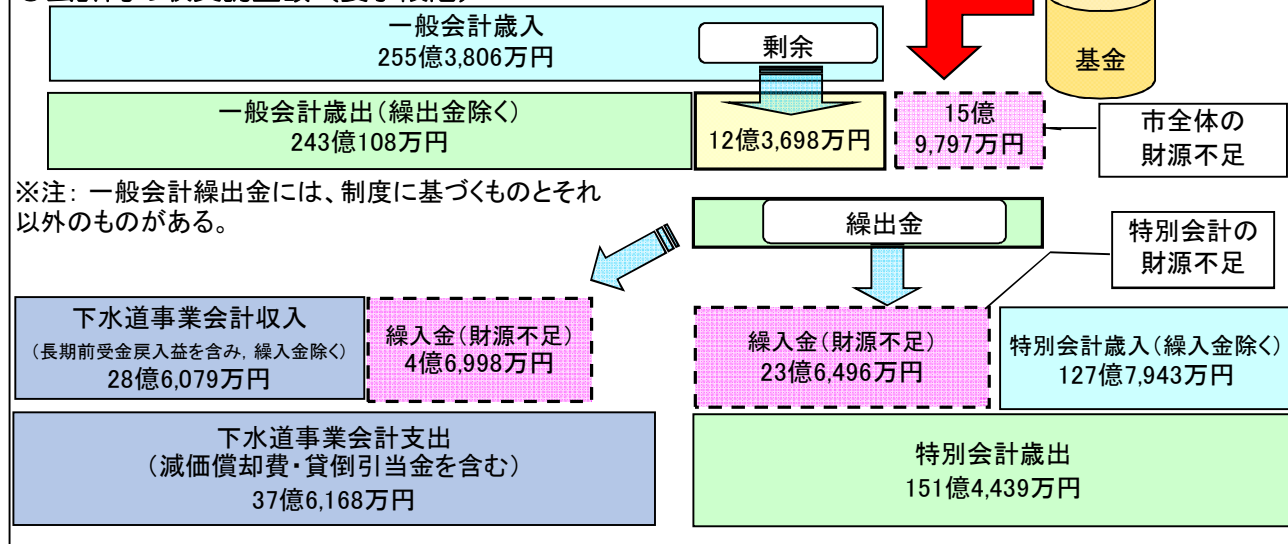 一般会計歳入
255億3,806万円
剰余
基金
一般会計歳出(繰出金除く)
243億108万円
12億3,698万円
15億
9,797万円
市全体の
財源不足
※注: 一般会計繰出金には、制度に基づくものとそれ
以外のものがある。
繰出金
特別会計の
財源不足
下水道事業会計収入
(長期前受金戻入益を含み, 繰入金除く)
28億6,079万円
繰入金(財源不足)
4億6,998万円
繰入金(財源不足)
23億6,496万円
特別会計歳入(繰入金除く)
127億7,943万円
下水道事業会計支出
(減価償却費・貸倒引当金を含む)
37億6,168万円
特別会計歳出
151億4,439万円